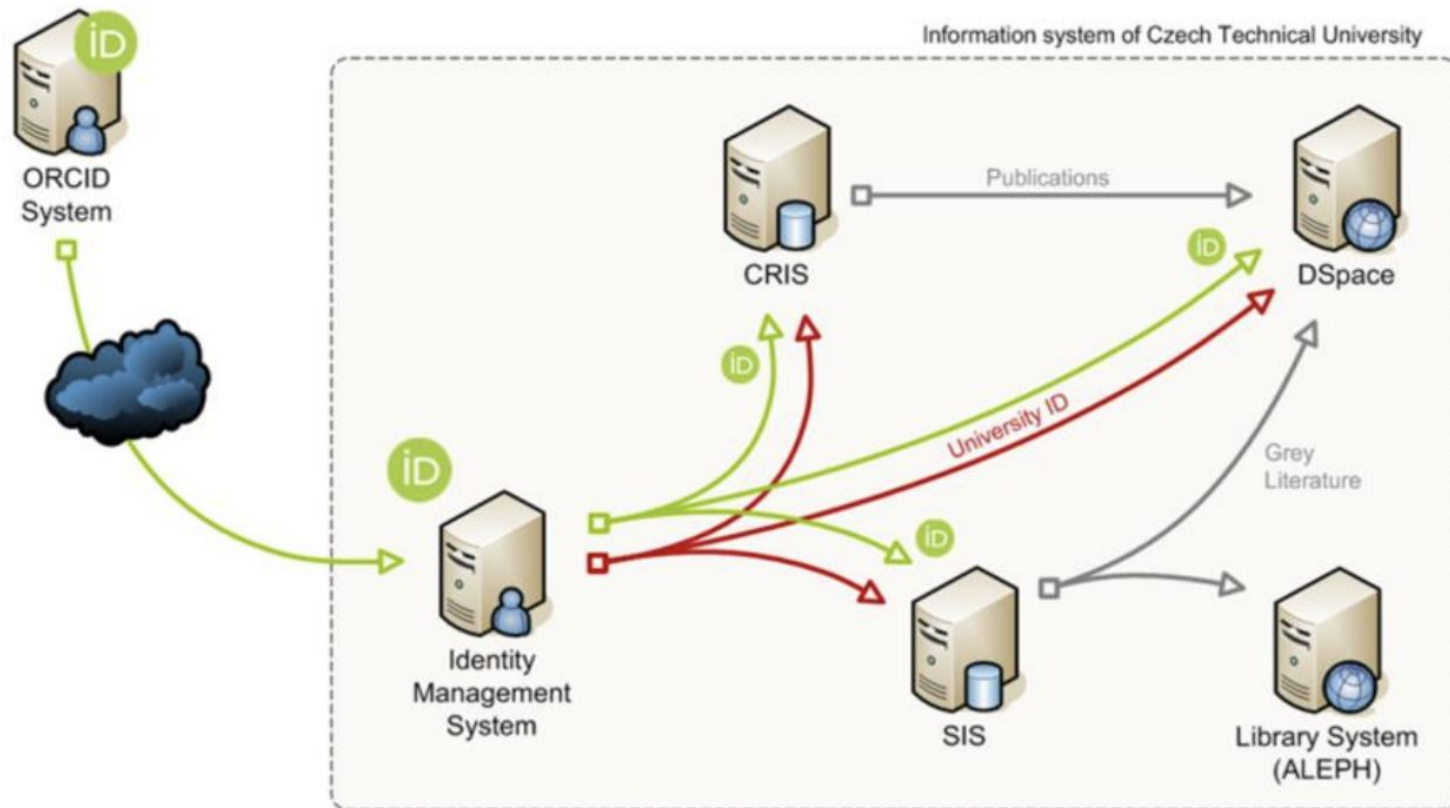 Information system of Czech Technical University
iD
ORCID
System
CRIS
Publications
DSpace
iD
iD
University ID
Grey
Literature
iD
iD
Identity
Management
System
SIS
Library System
(ALEPH)